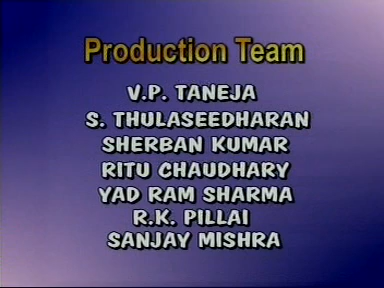 Production Team
V.P. TANEJA
S. THULASEEDHARAN
SHERBAN KUMAR
RITU CHAUDHARY
YAD RAM SHARMA
R.K. PILLAI
SANJAY MISHRA